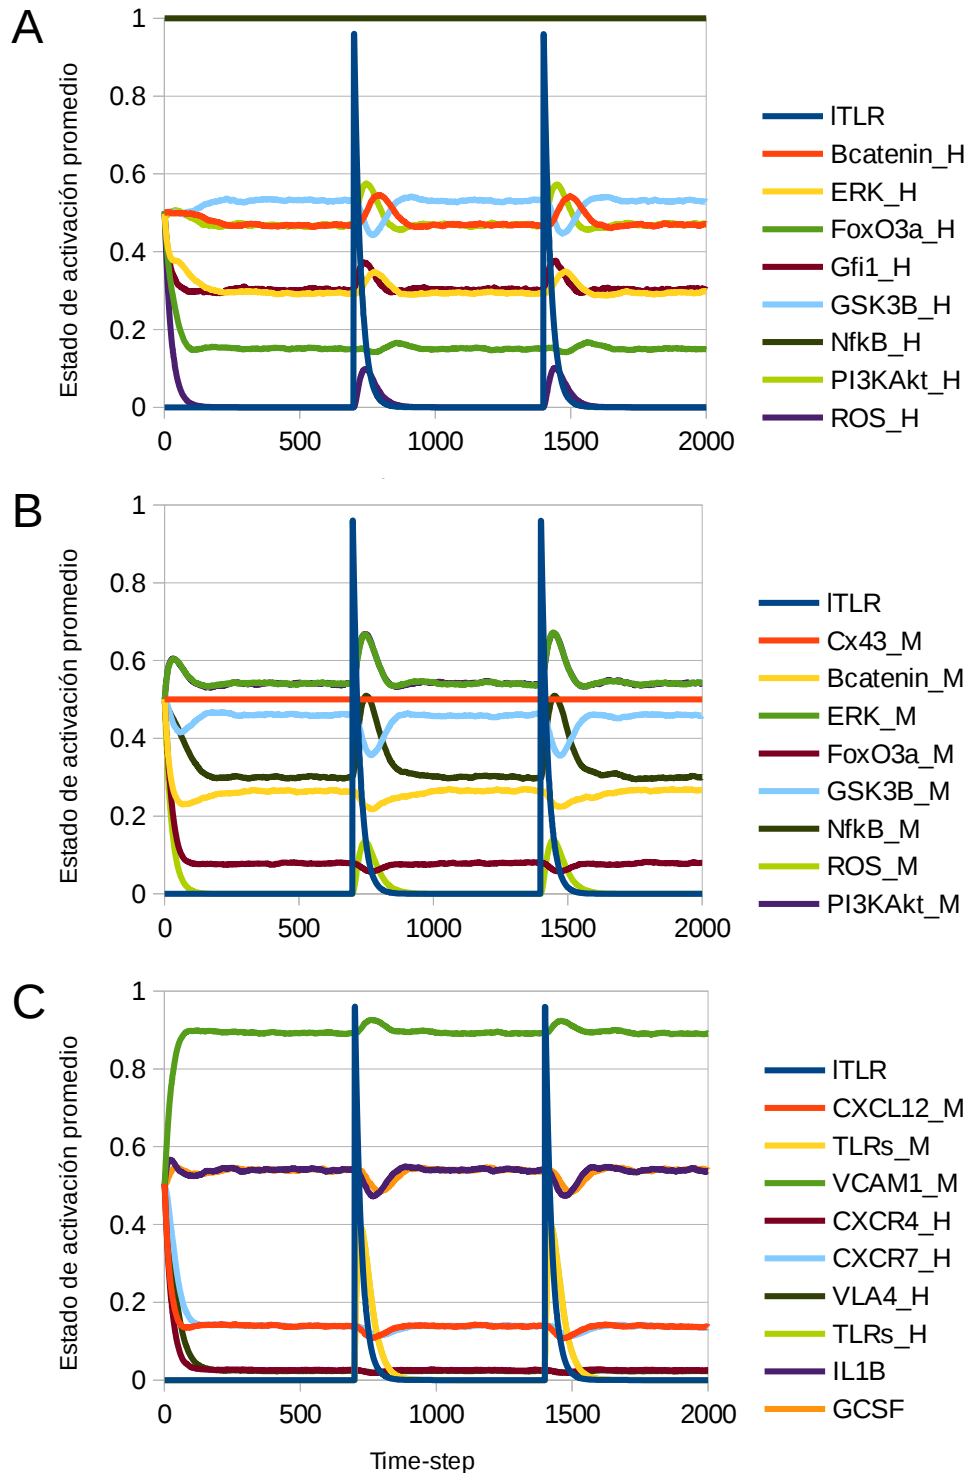 A
Estado de activación promedio
1
0.8
0.6
0.4
0.2
0
0 500 1000 1500 2000
lTLR
Bcatenin_H
ERK_H
FoxO3a_H
Gfi1_H
GSK3B_H
NfkB_H
PI3KAkt_H
ROS_H
B
Estado de activación promedio
1
0.8
0.6
0.4
0.2
0
0 500 1000 1500 2000
lTLR
Cx43_M
Bcatenin_M
ERK_M
FoxO3a_M
GSK3B_M
NfkB_M
ROS_M
PI3KAkt_M
C
Estado de activación promedio
1
0.8
0.6
0.4
0.2
0
0 500 1000 1500 2000
Time-step
lTLR
CXCL12_M
TLRs_M
VCAM1_M
CXCR4_H
CXCR7_H
VLA4_H
TLRs_H
IL1B
GCSF